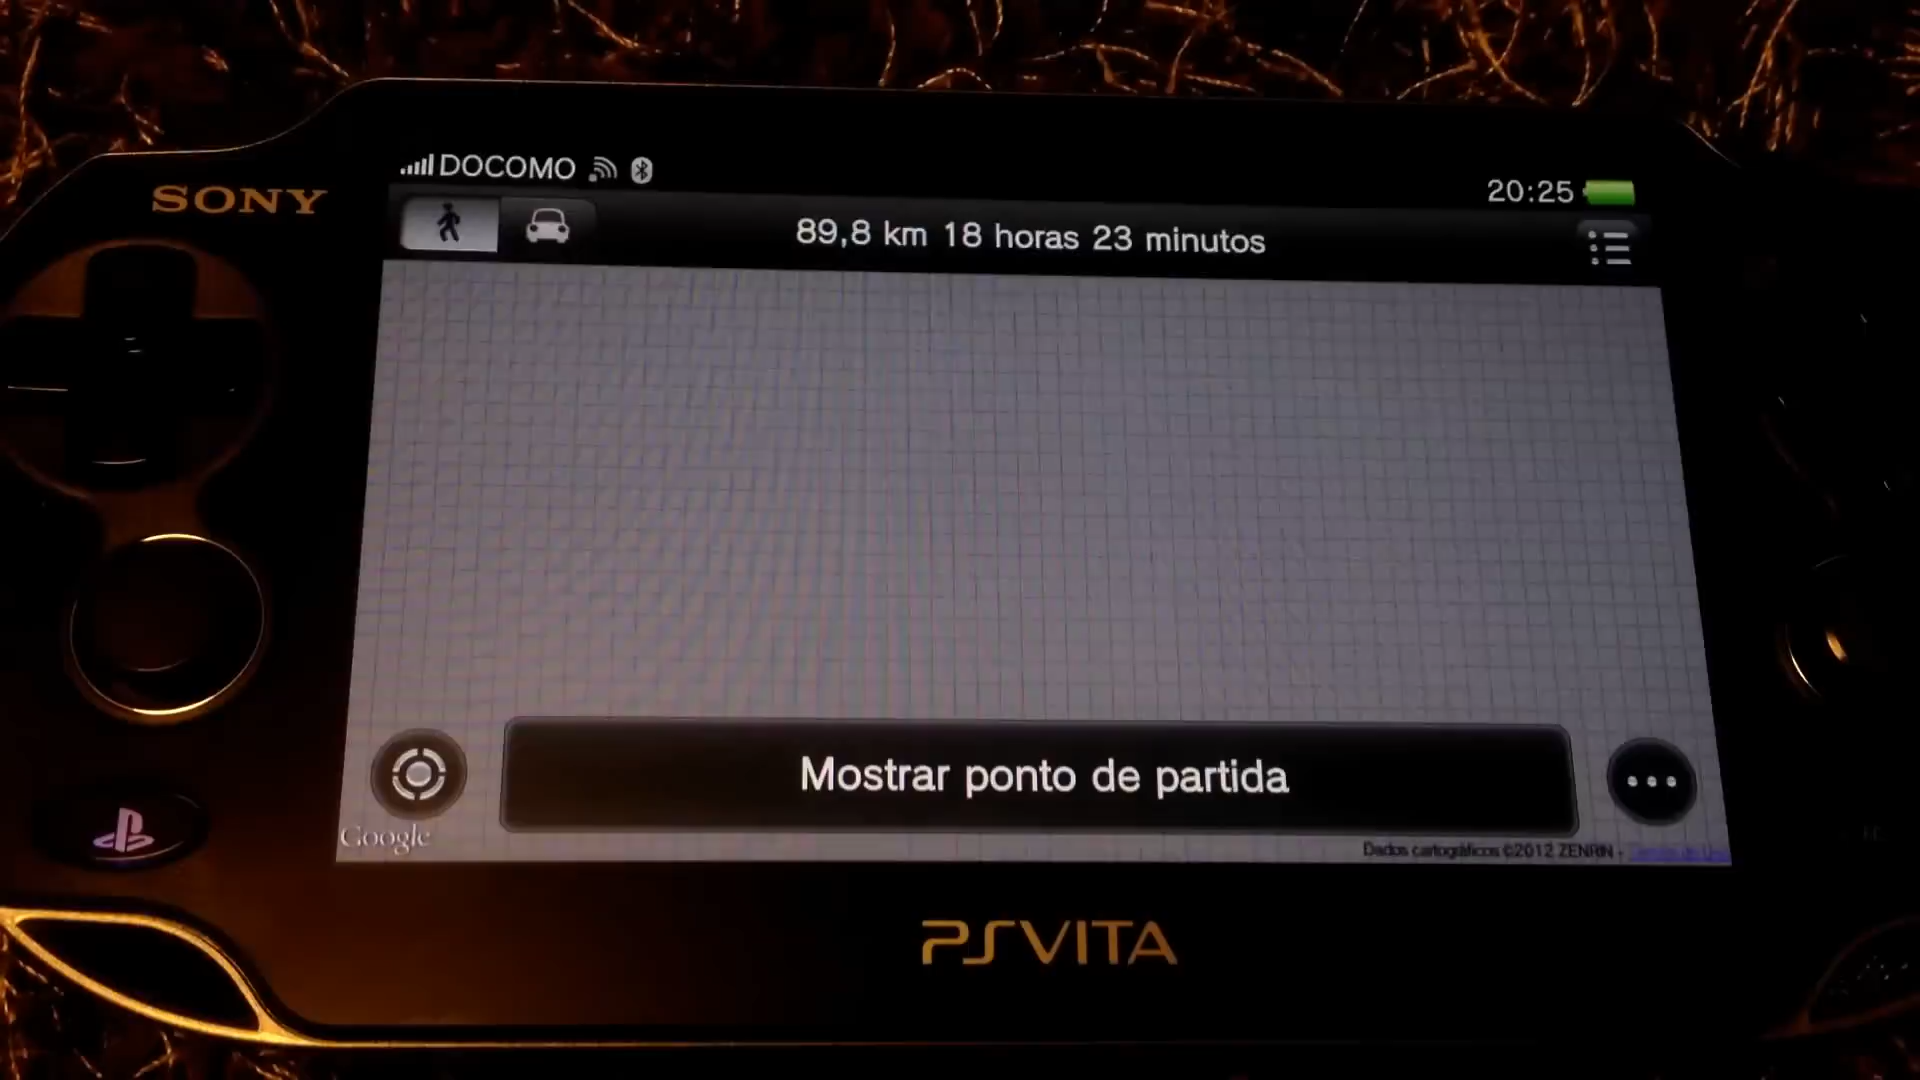 DOCOMO
20:25
SONY
89,8 km 18 horas 23 minutos
Mostrar ponto de partida
Google
Dados cartográficos ©2012 ZENRIN -
PSVITA